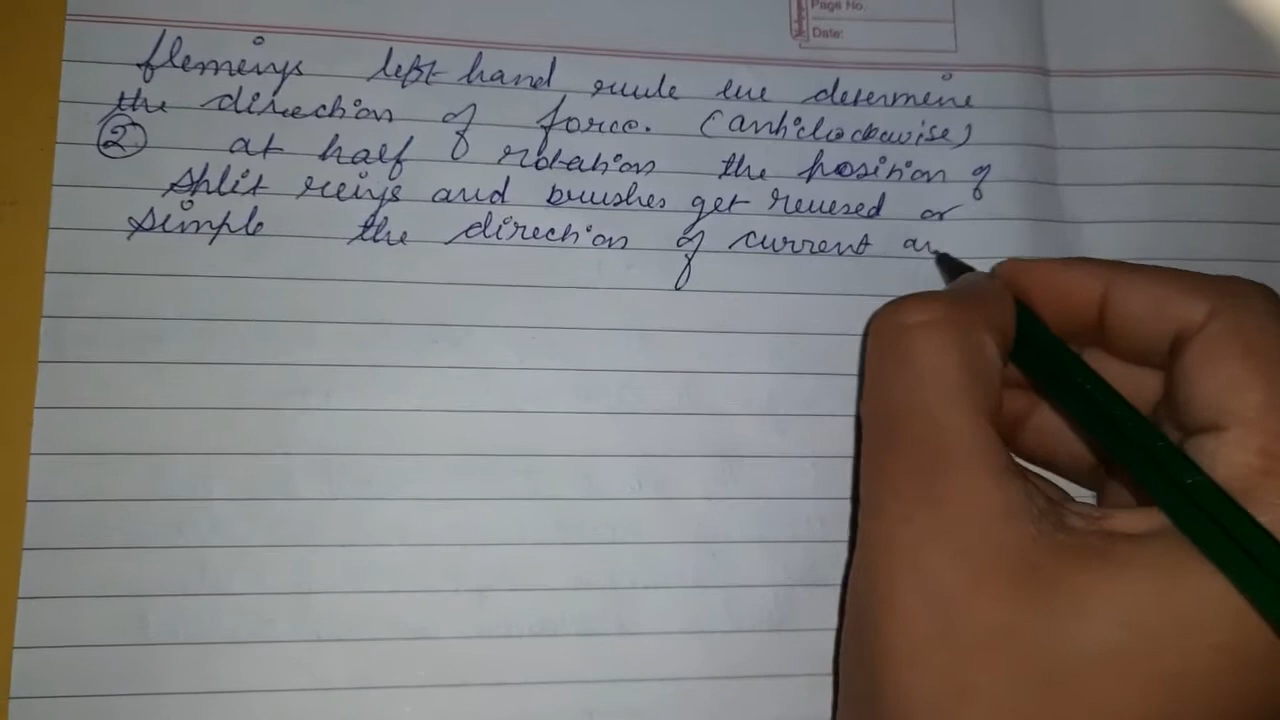 Page No.
Date:
flemings left hand rule we determine
the direction of force. (anticlockwise)
② at half rotation the position of
split rings and brushes get reversed or
simple the direction of current